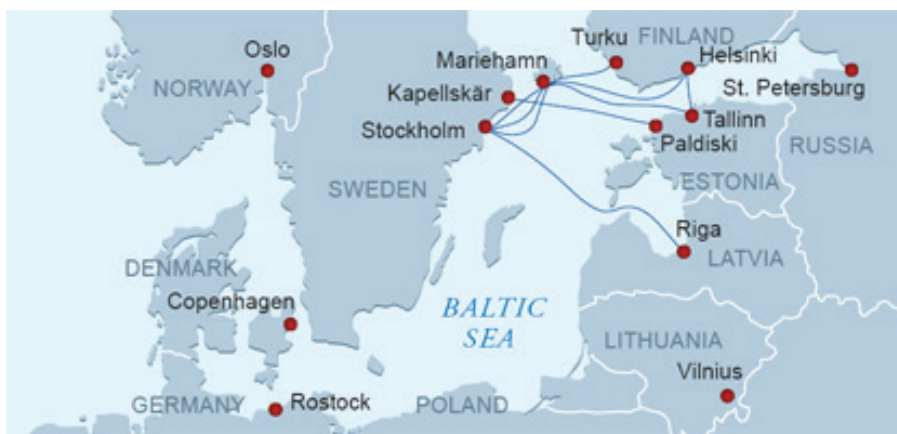 Oslo
NORWAY
Mariehamn
Turku
FINLAND
Helsinki
Kapellskär
St. Petersburg
Stockholm
Tallinn
Paldiski
RUSSIA
SWEDEN
ESTONIA
Riga
LATVIA
DENMARK
Copenhagen
BALTIC
SEA
LITHUANIA
Vilnius
GERMANY
Rostock
POLAND